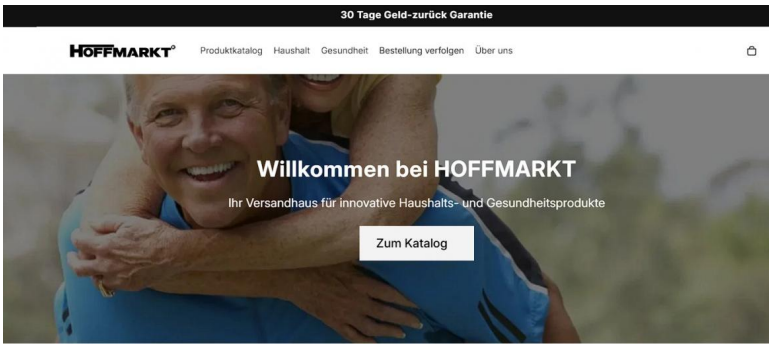 30 Tage Geld-zurück Garantie
HOFFMARKT
Produktkatalog Haushalt Gesundheit Bestellung verfolgen Über uns
Willkommen bei HOFFMARKT
Ihr Versandhaus für innovative Haushalts- und Gesundheitsprodukte
Zum Katalog